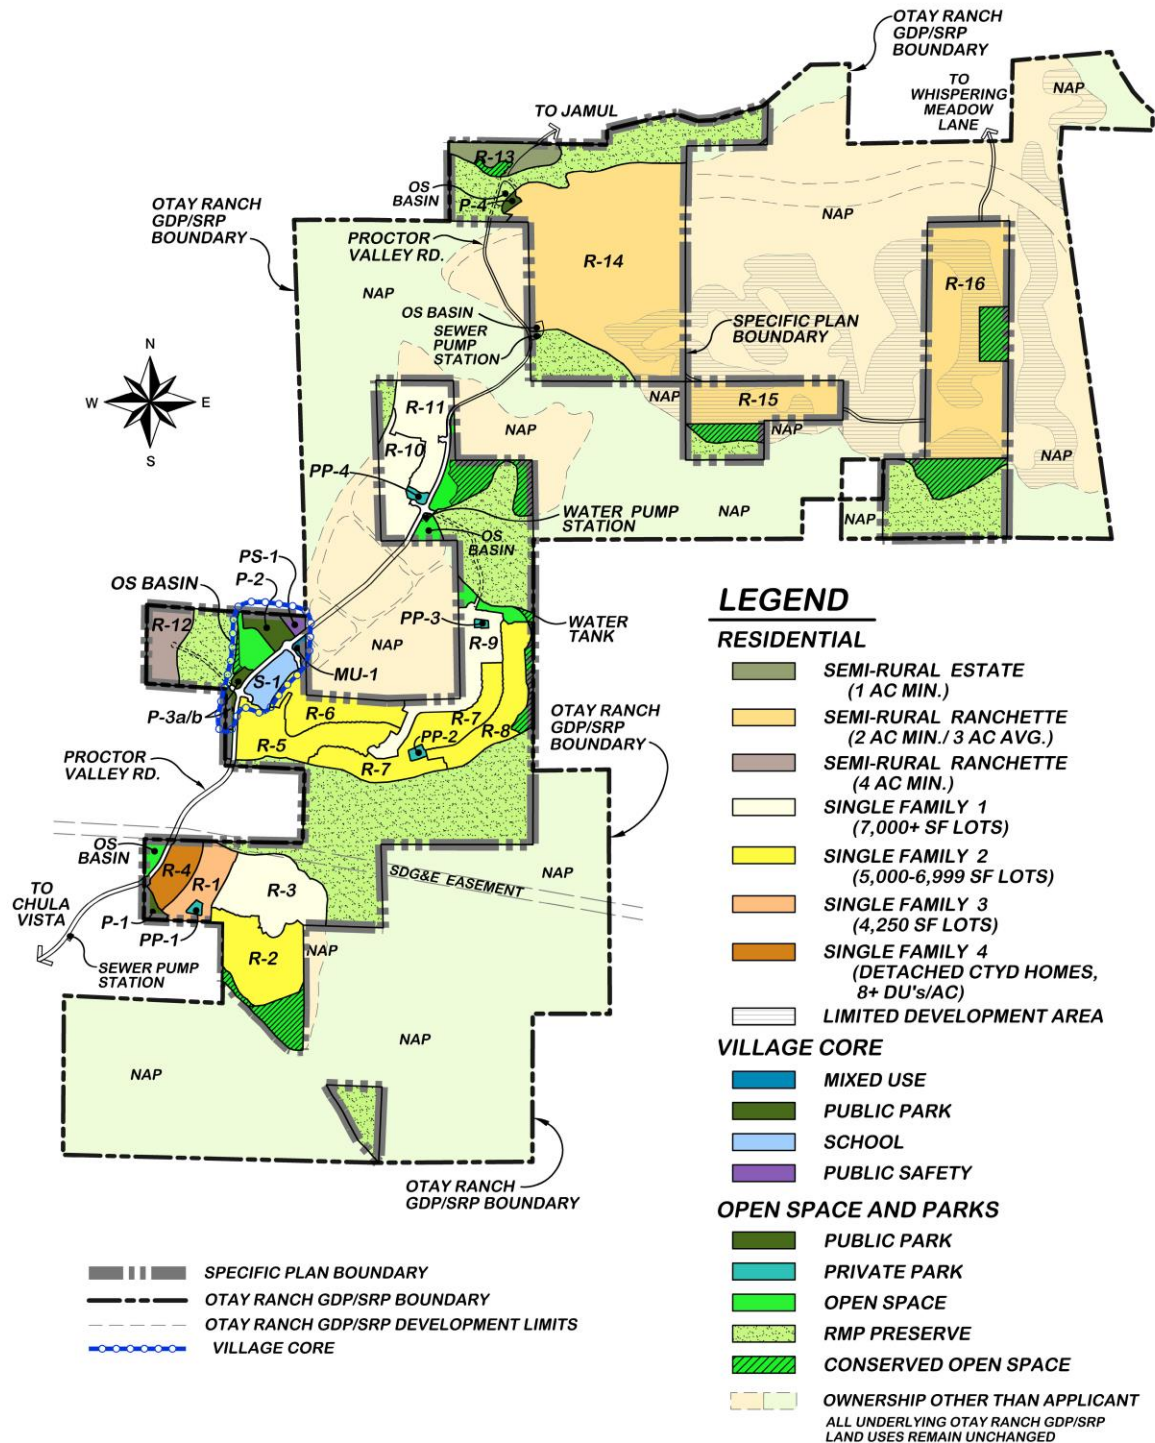 OTAY RANCH
GDP/SRP
BOUNDARY
TO
WHISPERING
MEADOW
LANE
NAP
TO JAMUL
R-13
OS
BASIN
P-4
OTAY RANCH
GDP/SRP
BOUNDARY
PROCTOR
VALLEY RD.
NAP
R-14
NAP
R-16
NAP
OS BASIN
SEWER
PUMP
STATION
SPECIFIC PLAN
BOUNDARY
N
W
E
S
R-11
NAP
R-15
R-10
NAP
NAP
NAP
PP-4
WATER PUMP
STATION
NAP
NAP
OS
BASIN
PS-1
P-2
OS BASIN
R-12
PP-3
WATER
TANK
NAP
R-9
MU-1
S-1
P-3a/b
R-6
R-7
R-8
R-5
PP-2
R-7
OTAY RANCH
GDP/SRP
BOUNDARY
PROCTOR
VALLEY RD.
OS
BASIN
R-4
R-1
R-3
SDG&E EASEMENT
NAP
TO
CHULA
VISTA
P-1
PP-1
SEWER PUMP
STATION
R-2
NAP
NAP
NAP
OTAY RANCH
GDP/SRP BOUNDARY
SPECIFIC PLAN BOUNDARY
OTAY RANCH GDP/SRP BOUNDARY
OTAY RANCH GDP/SRP DEVELOPMENT LIMITS
VILLAGE CORE
LEGEND
RESIDENTIAL
SEMI-RURAL ESTATE
(1 AC MIN.)
SEMI-RURAL RANCHETTE
(2 AC MIN./ 3 AC AVG.)
SEMI-RURAL RANCHETTE
(4 AC MIN.)
SINGLE FAMILY 1
(7,000+ SF LOTS)
SINGLE FAMILY 2
(5,000-6,999 SF LOTS)
SINGLE FAMILY 3
(4,250 SF LOTS)
SINGLE FAMILY 4
(DETACHED CTYD HOMES,
8+ DU's/AC)
LIMITED DEVELOPMENT AREA
VILLAGE CORE
MIXED USE
PUBLIC PARK
SCHOOL
PUBLIC SAFETY
OPEN SPACE AND PARKS
PUBLIC PARK
PRIVATE PARK
OPEN SPACE
RMP PRESERVE
CONSERVED OPEN SPACE
OWNERSHIP OTHER THAN APPLICANT
ALL UNDERLYING OTAY RANCH GDP/SRP
LAND USES REMAIN UNCHANGED